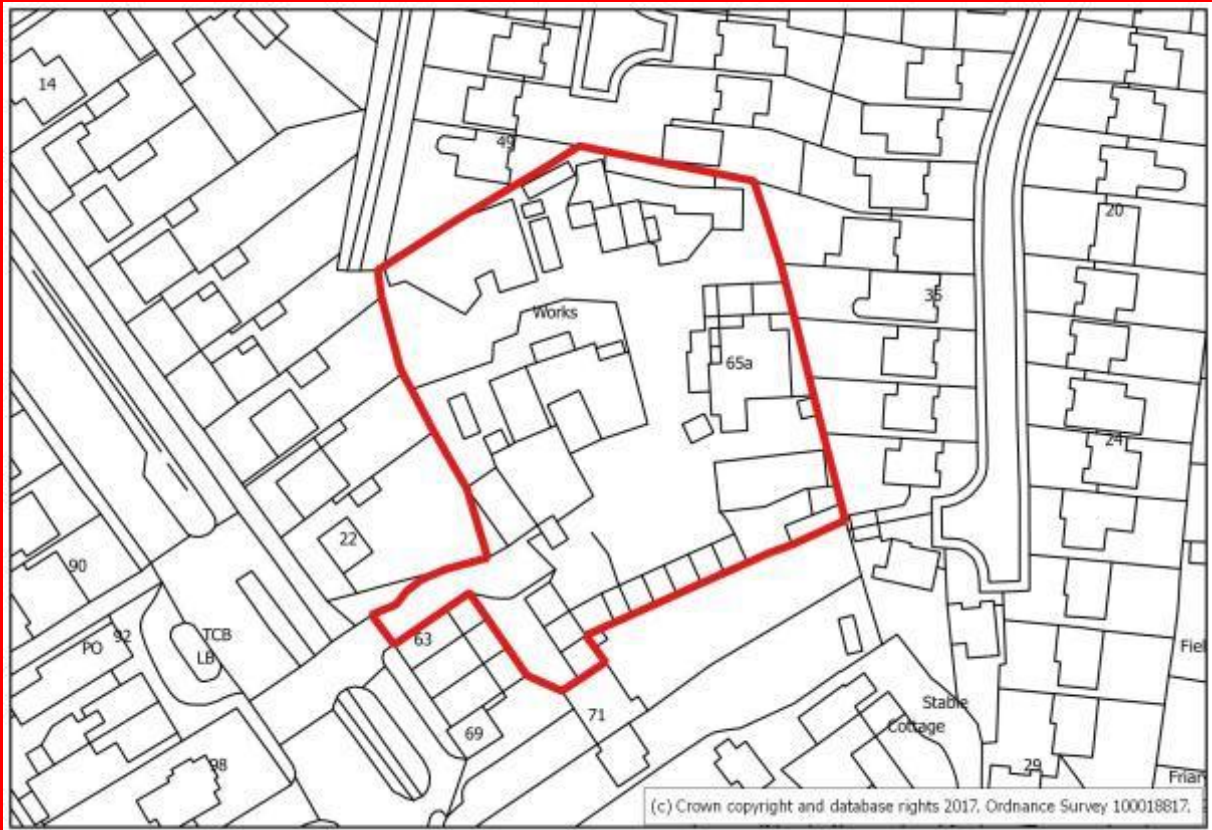 14
49
20
35
Works
65a
24
22
90
TCB
92
63
PO
LB
Fiel
Stable
71
Cottage
69
98
29
Friar
(c) Crown copyright and database rights 2017. Ordnance Survey 100018817.